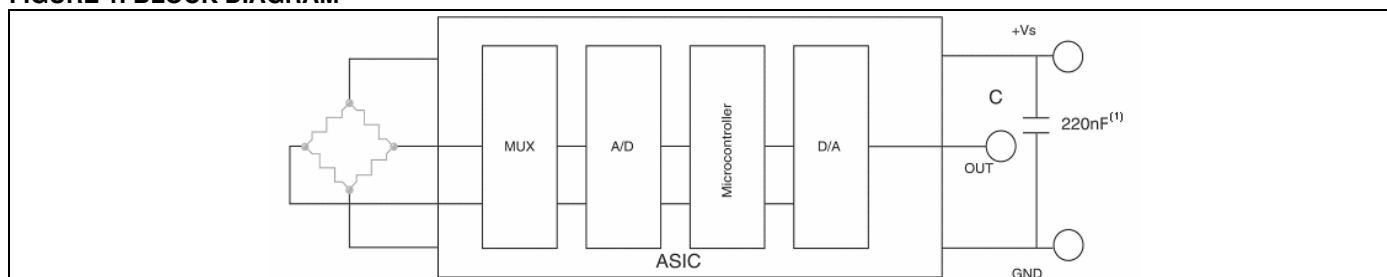 +Vs
C
220nF(1)
MUX
A/D
Microcontroller
D/A
OUT
ASIC
GND